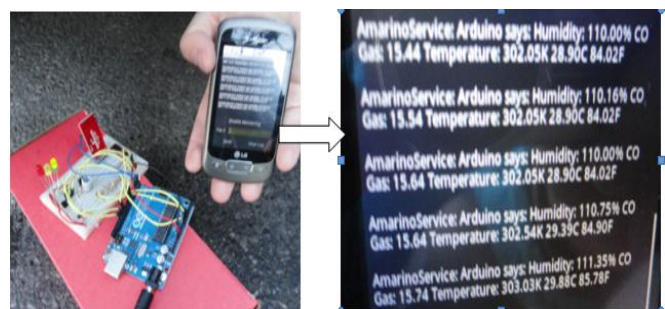 AmarinoService: Arduino says: Humidity: 110.00% CO
Gas: 15.44 Temperature: 302.05K 28.90C 84.02F
AmarinoService: Arduino says: Humidity: 110.16% CO
Gas: 15.54 Temperature: 302.05K 28.90C 84.02F
AmarinoService: Arduino says: Humidity: 110.00% CO
Gas: 15.64 Temperature: 302.05K 28.90C 84.02F
AmarinoService: Arduino says: Humidity: 110.75% CO
Gas: 15.64 Temperature: 302.54K 29.39C 84.90F
AmarinoService: Arduino says: Humidity: 111.35% CO
Gas: 15.74 Temperature: 303.03K 29.88C 85.78F
LG